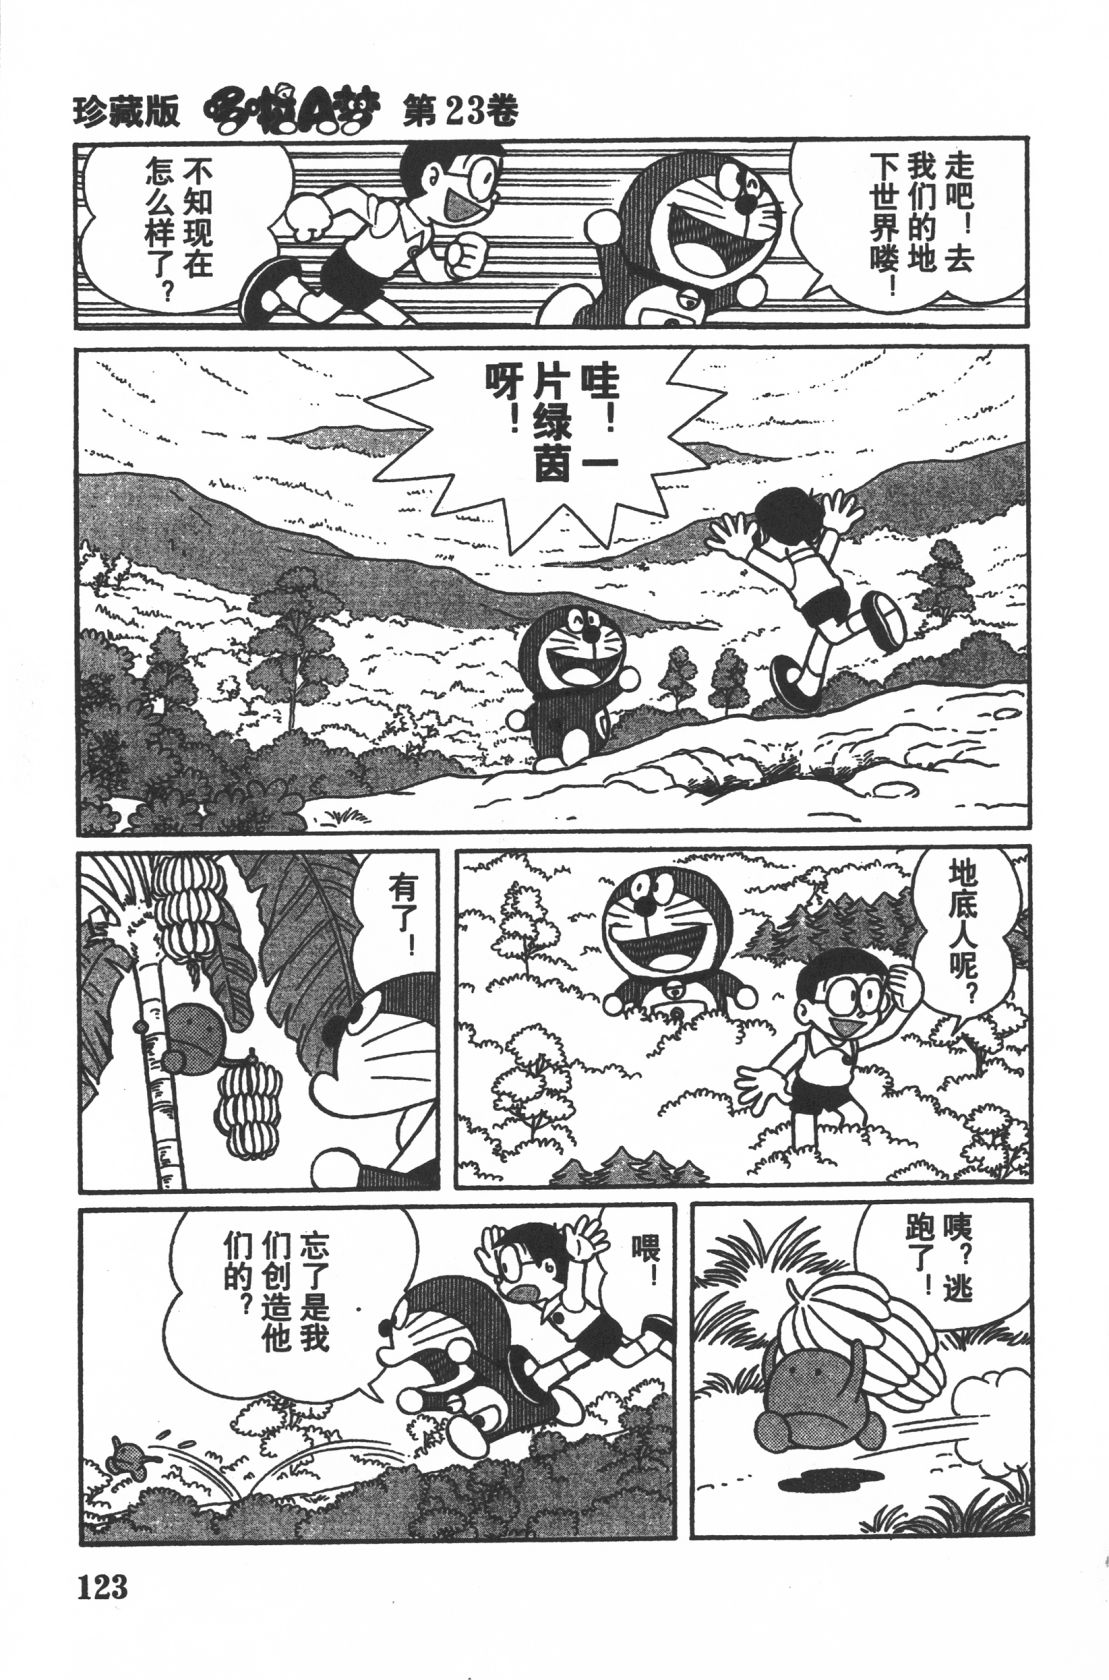 珍藏版 哆啦A梦 第23卷
走吧！去
我们的地
下世界喽！
不知现在
怎么样了？
哇！一
片绿茵
呀！
地底人呢？
有了！
咦？逃
跑了！
喂！
忘了是我
们创造他
们的？
123